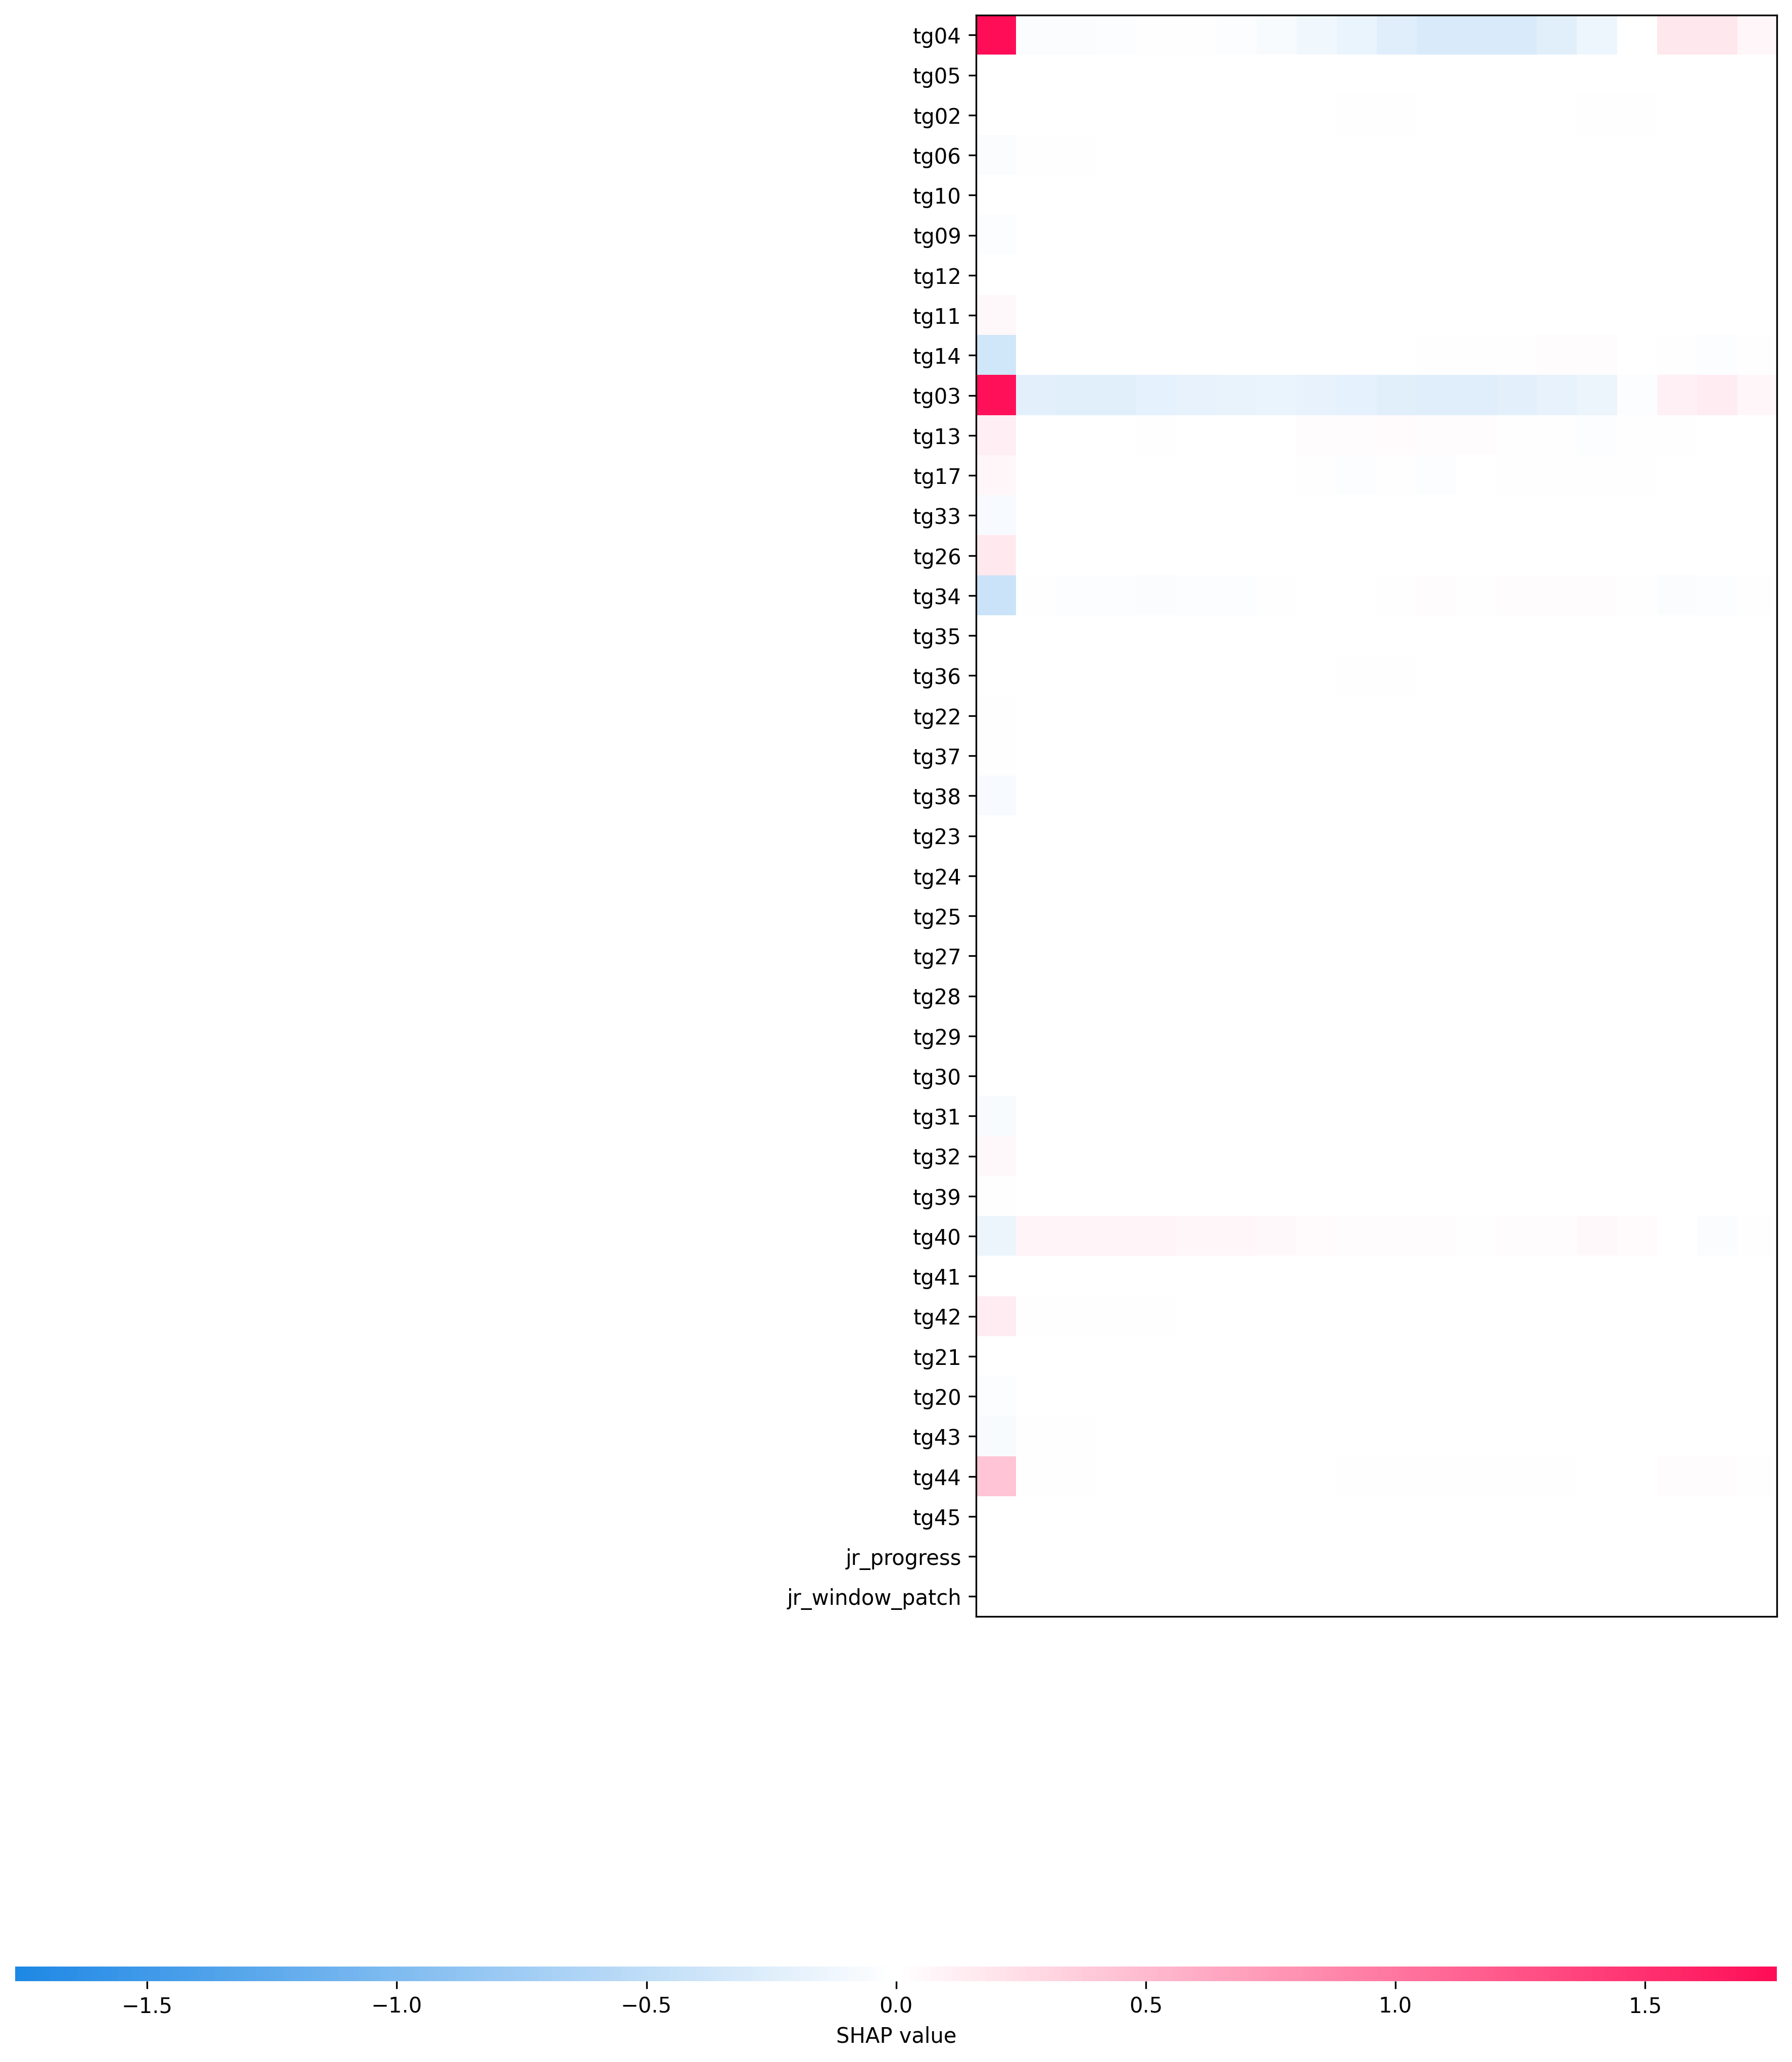 tg04
tg05
tg02
tg06
tg10
tg09
tg12
tg11
tg14
tg03
tg13
tg17
tg33
tg26
tg34
tg35
tg36
tg22
tg37
tg38
tg23
tg24
tg25
tg27
tg28
tg29
tg30
tg31
tg32
tg39
tg40
tg41
tg42
tg21
tg20
tg43
tg44
tg45
jr_progress
jr_window_patch
−1.5 −1.0 −0.5 0.0 0.5 1.0 1.5
SHAP value